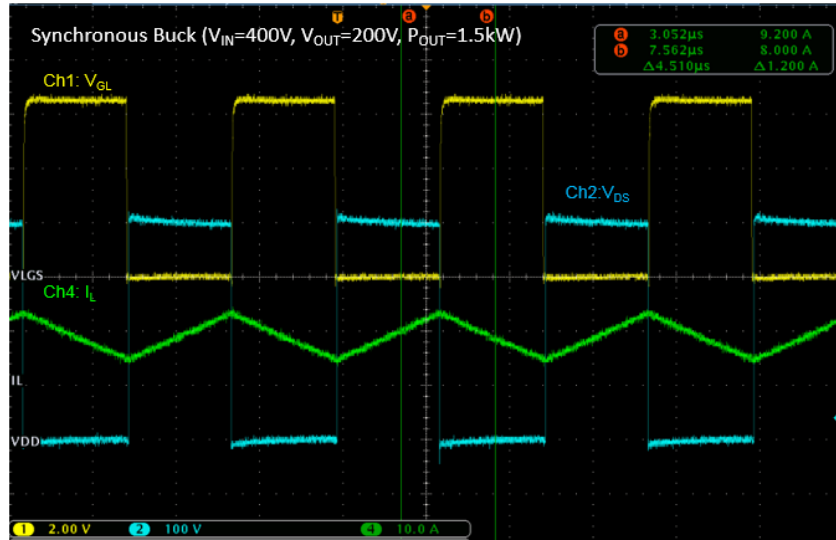 T a b
Synchronous Buck (VIN=400V, VOUT=200V, POUT=1.5kW)
a 3.052µs 9.200 A
b 7.562µs 8.000 A
Δ4.510µs Δ1.200 A
Ch1: VGL
Ch2:VDS
VLGS
Ch4: IL
IL
VDD
1 2.00 V 2 100 V 4 10.0 A